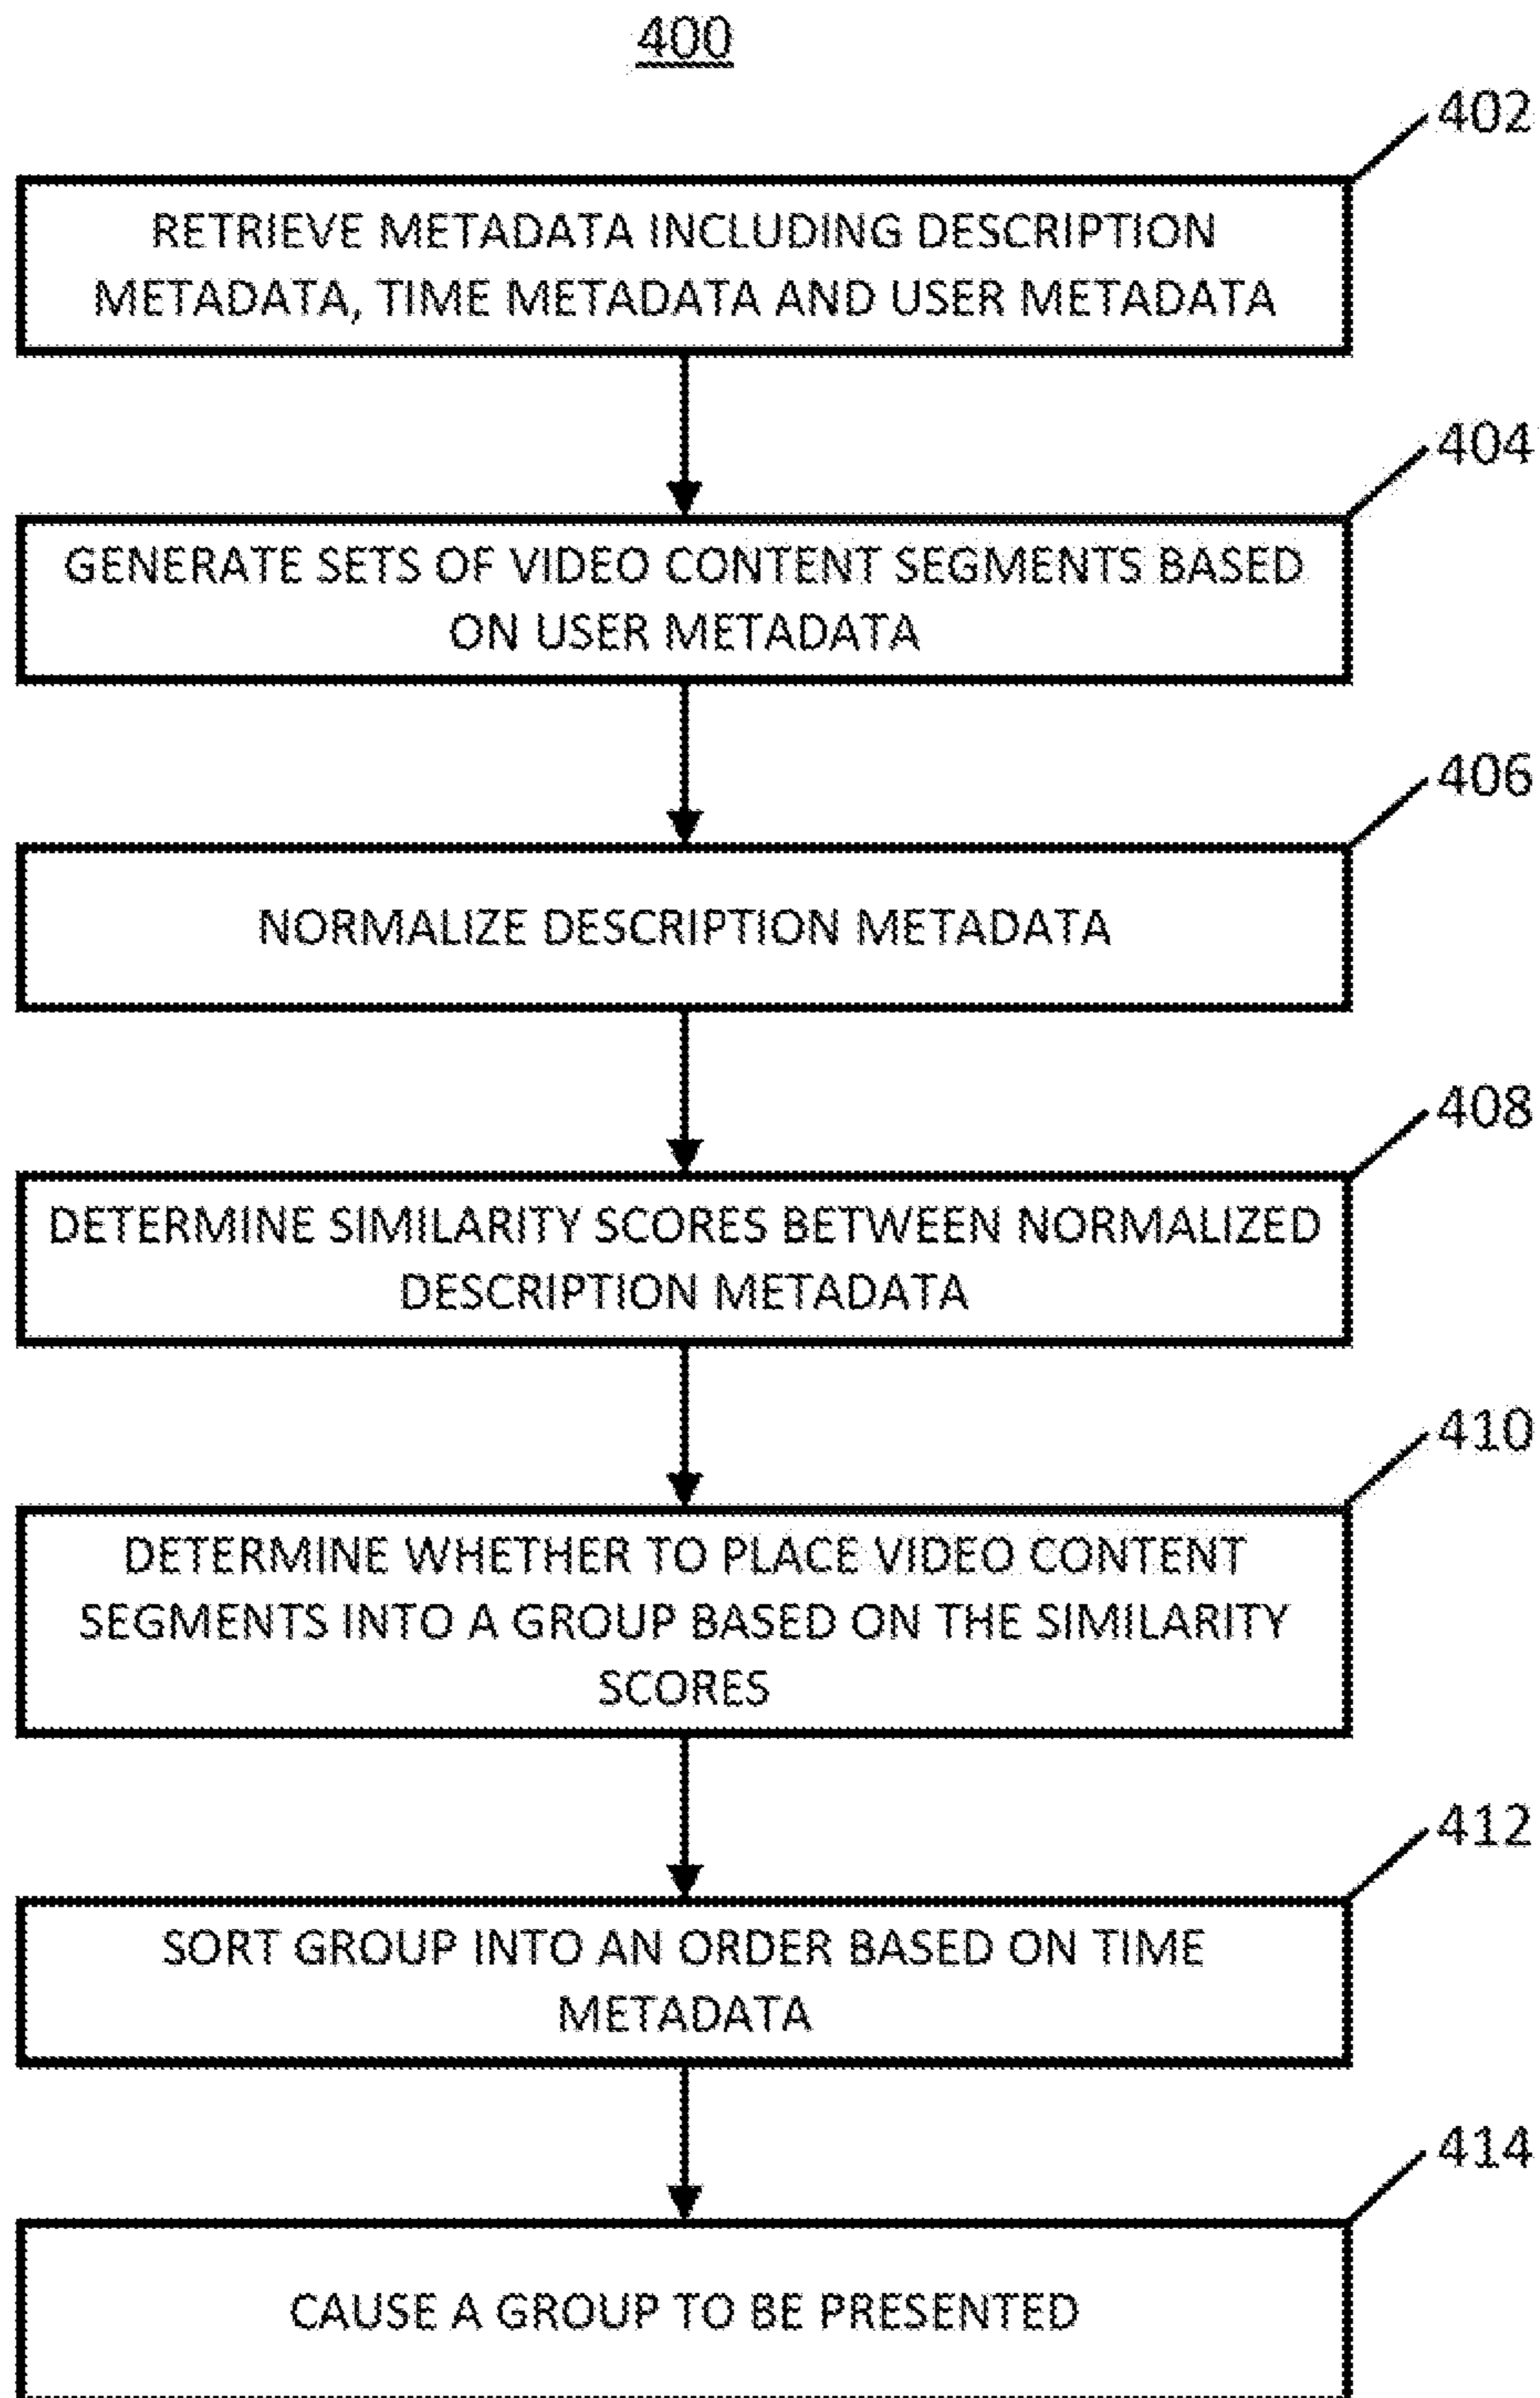 400
402
RETRIEVE METADATA INCLUDING DESCRIPTION
METADATA, TIME METADATA AND USER METADATA
404
GENERATE SETS OF VIDEO CONTENT SEGMENTS BASED
ON USER METADATA
406
NORMALIZE DESCRIPTION METADATA
408
DETERMINE SIMILARITY SCORES BETWEEN NORMALIZED
DESCRIPTION METADATA
410
DETERMINE WHETHER TO PLACE VIDEO CONTENT
SEGMENTS INTO A GROUP BASED ON THE SIMILARITY
SCORES
412
SORT GROUP INTO AN ORDER BASED ON TIME
METADATA
414
CAUSE A GROUP TO BE PRESENTED